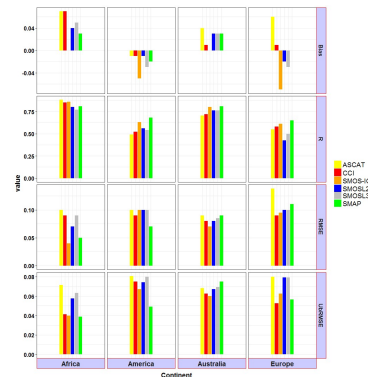 0.04
0.00
-0.04
Bias
0.75
0.50
0.25
0.00
R
value
0.10
0.05
0.00
RMSE
0.08
0.06
0.04
0.02
0.00
UbRMSE
ASCAT
CCI
SMOS-IC
SMOSL2
SMOSL3
SMAP
Africa
America
Australia
Europe
Continent